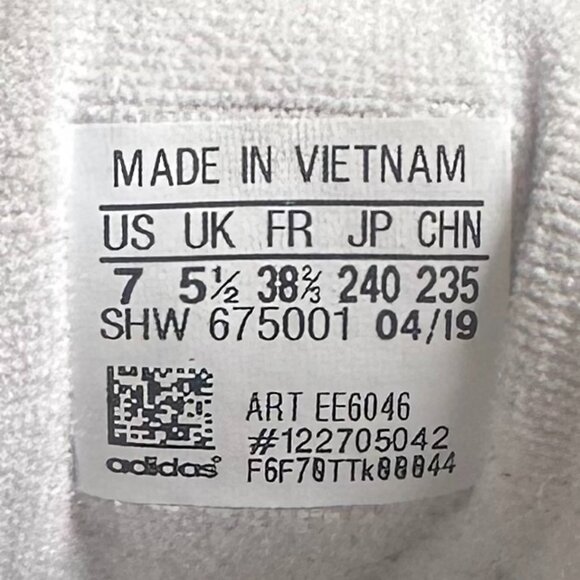 MADE IN VIETNAM
US UK FR JP CHN
7 5½ 38⅔ 240 235
SHW 675001 04/19
ART EE6046
#122705042
adidas